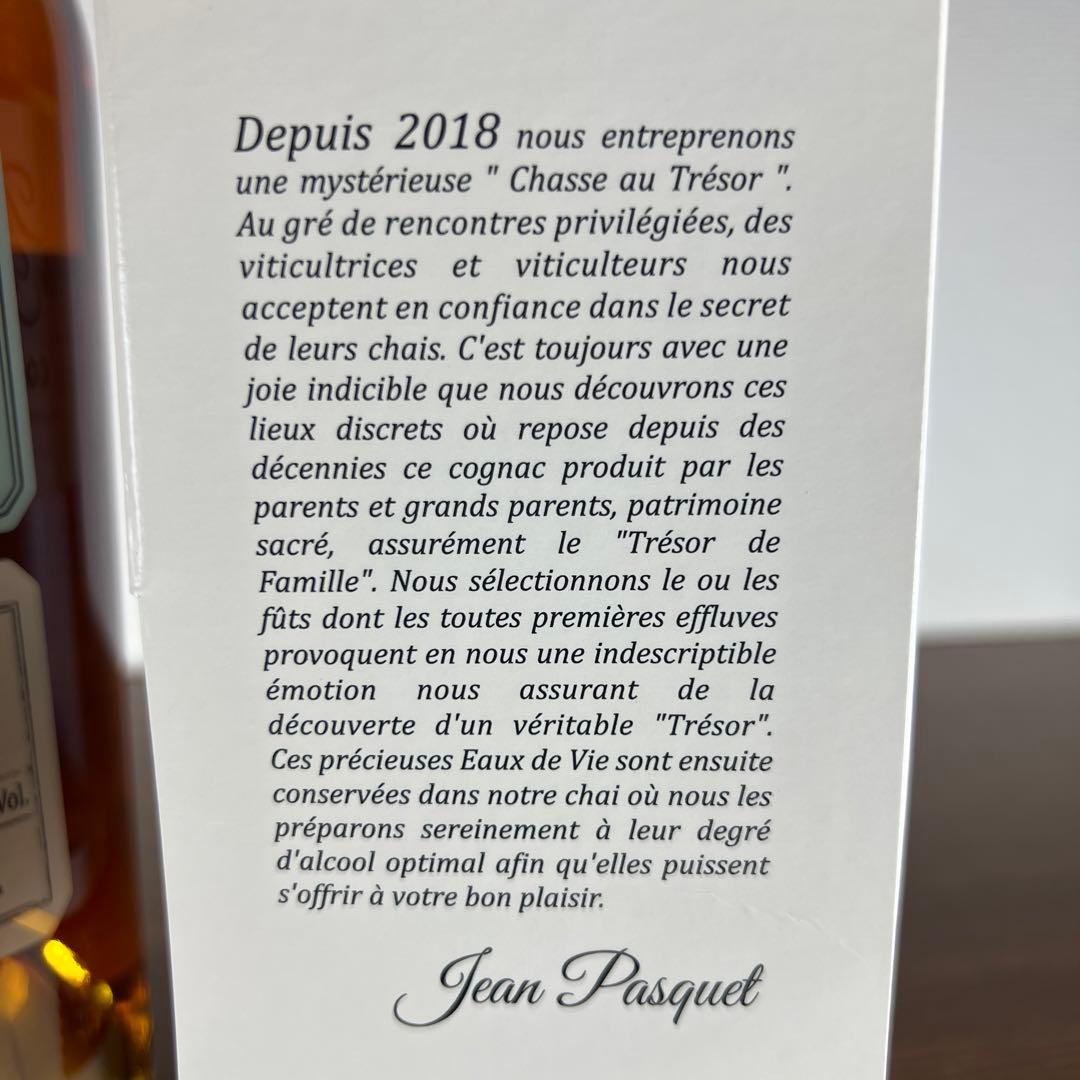 Depuis 2018 nous entreprenons
une mystérieuse " Chasse au Trésor ".
Au gré de rencontres privilégiées, des
viticultrices et viticulteurs nous
acceptent en confiance dans le secret
de leurs chais. C'est toujours avec une
joie indicible que nous découvrons ces
lieux discrets où repose depuis des
décennies ce cognac produit par les
parents et grands parents, patrimoine
sacré, assurément le "Trésor de
Famille". Nous sélectionnons le ou les
fûts dont les toutes premières effluves
provoquent en nous une indescriptible
émotion nous assurant de la
découverte d'un véritable "Trésor".
Ces précieuses Eaux de Vie sont ensuite
conservées dans notre chai où nous les
préparons sereinement à leur degré
d'alcool optimal afin qu'elles puissent
s'offrir à votre bon plaisir.
Jean Pasquet
Vol.